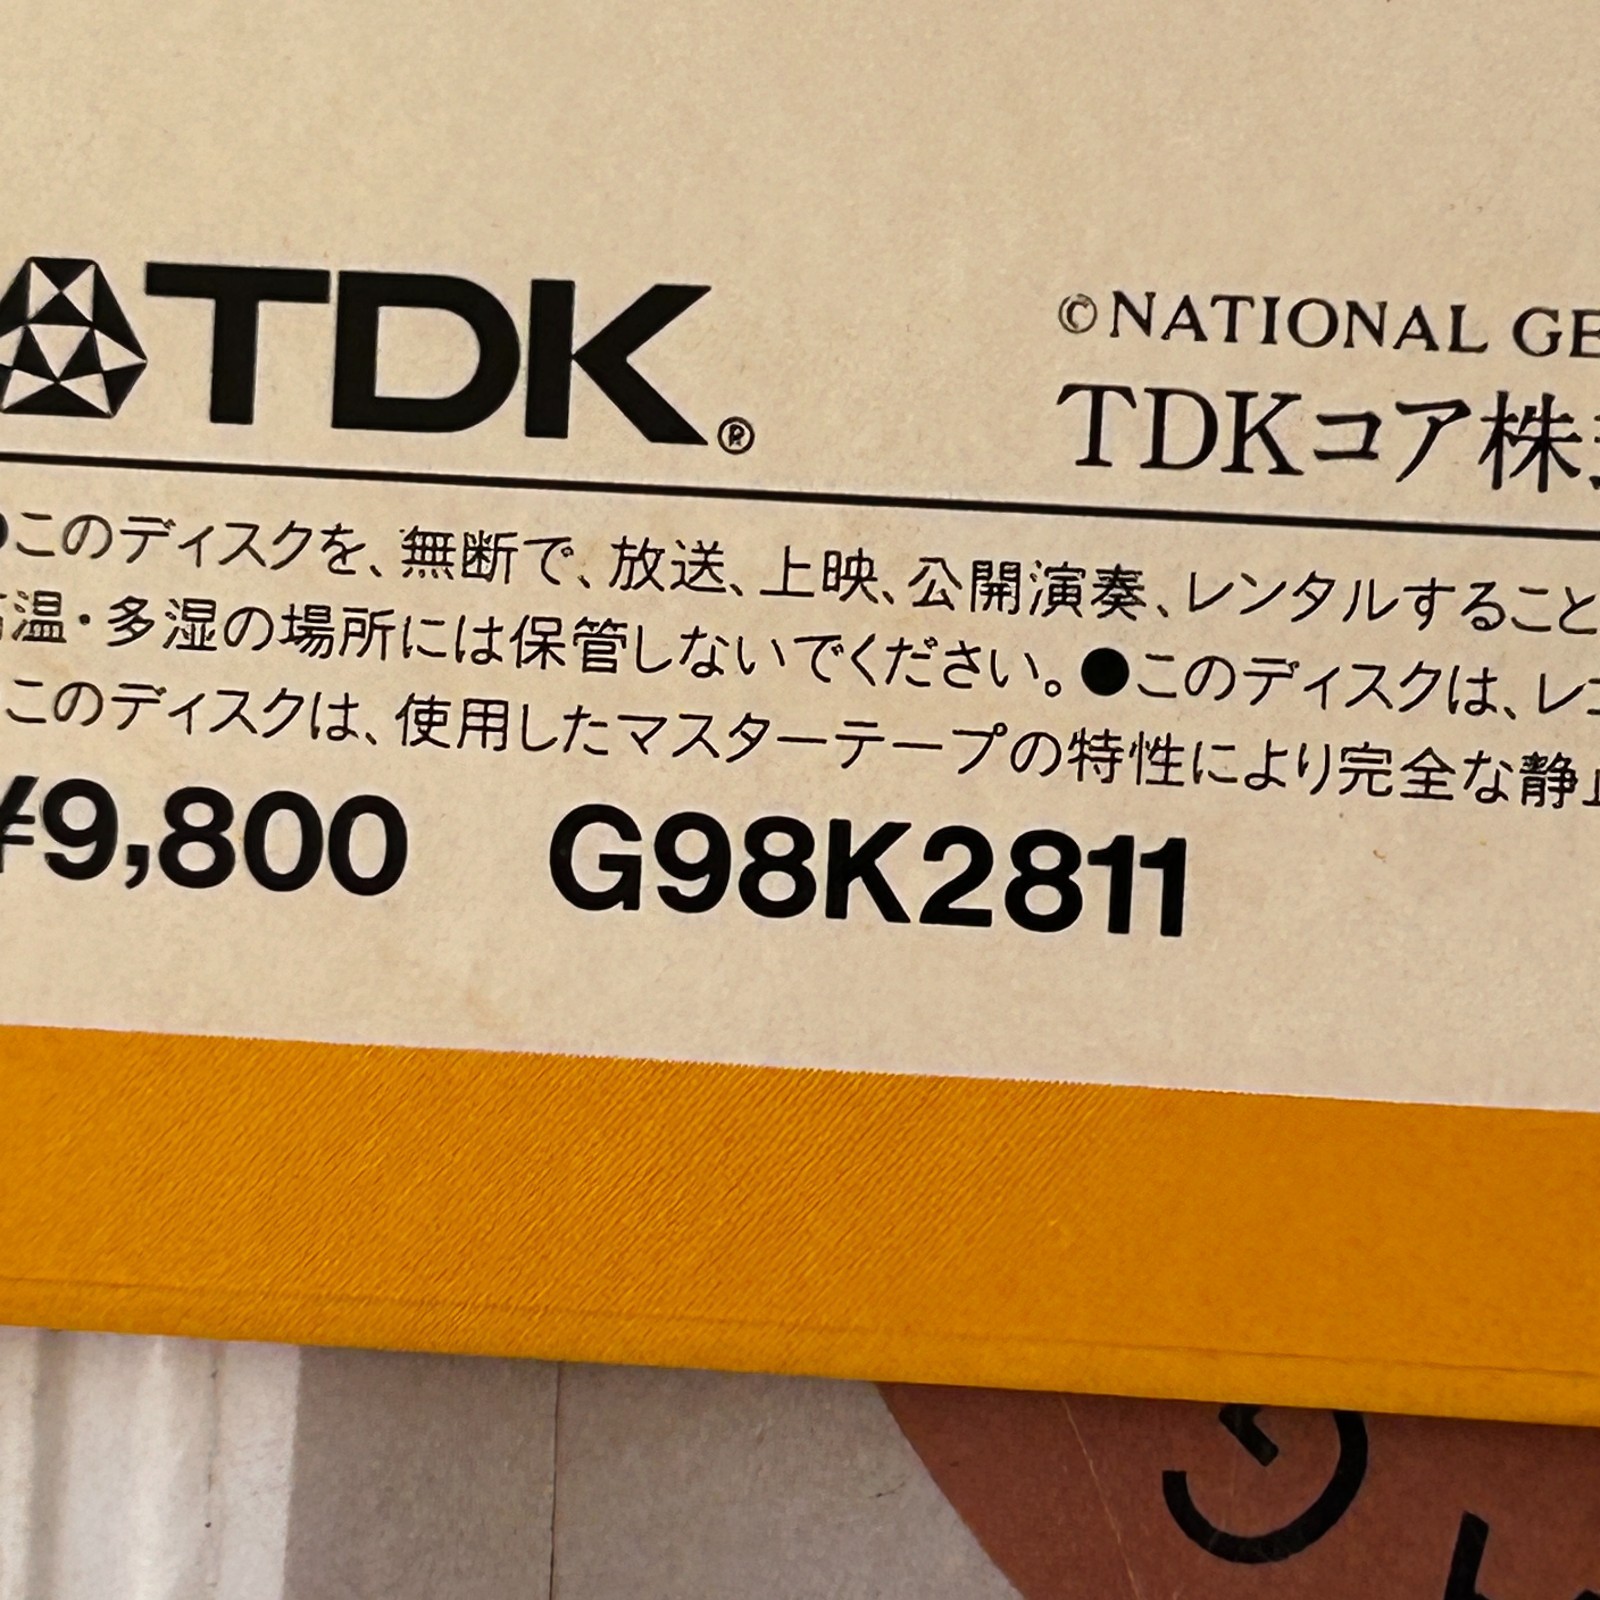 TDK®
©NATIONAL GE
TDKコア株
●このディスクを、無断で、放送、上映、公開演奏、レンタルすること
高温・多湿の場所には保管しないでください。●このディスクは、レコ
このディスクは、使用したマスターテープの特性により完全な静止
¥9,800 G98K2811